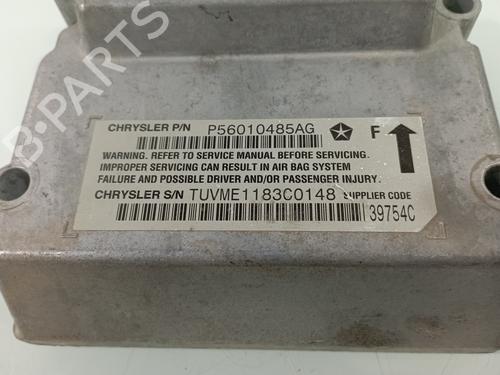 CHRYSLER P/N P56010485AG F
WARNING. REFER TO SERVICE MANUAL BEFORE SERVICING.
IMPROPER SERVICING CAN RESULT IN AIR BAG SYSTEM
FAILURE AND POSSIBLE DRIVER AND/OR PASSENGER INJURY.
CHRYSLER S/N TUVME1183C0148 SUPPLIER CODE
39754C
B-PARTS